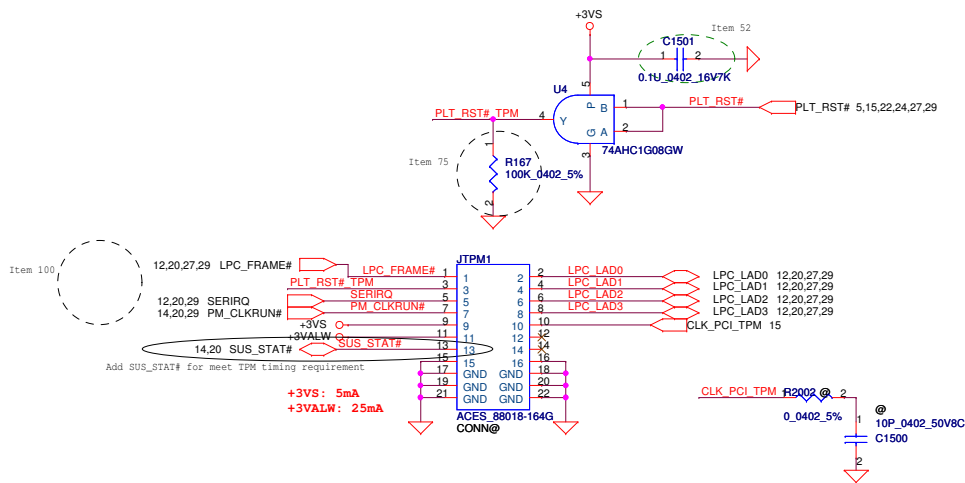 +3VS
Item 52
C1501
1 2
0.1U_0402_16V7K
U4
5
P
B
1
PLT_RST#
PLT_RST# 5,15,22,24,27,29
PLT_RST#_TPM
4
Y
G
A
2
3
74AHC1G08GW
Item 75
1
R167
100K_0402_5%
2
Item 100
JTPM1
12,20,27,29 LPC_FRAME#
LPC_FRAME# 1 1 2 2 LPC_LAD0 LPC_LAD0 12,20,27,29
PLT_RST#_TPM 3 3 4 4 LPC_LAD1 LPC_LAD1 12,20,27,29
12,20,29 SERIRQ SERIRQ 5 5 6 6 LPC_LAD2 LPC_LAD2 12,20,27,29
14,20,29 PM_CLKRUN# PM_CLKRUN# 7 7 8 8 LPC_LAD3 LPC_LAD3 12,20,27,29
+3VS 9 9 10 10 CLK_PCI_TPM 15
+3VALW 11 11 12 12
14,20 SUS_STAT# SUS_STAT# 13 13 14 14
15 15 16 16
Add SUS_STAT# for meet TPM timing requirement
17 GND GND 18
19 GND GND 20
21 GND GND 22
+3VS: 5mA
+3VALW: 25mA
ACES_88018-164G
CONN@
CLK_PCI_TPM 1 R2002 @ 2
0_0402_5%
@
1
10P_0402_50V8C
C1500
2